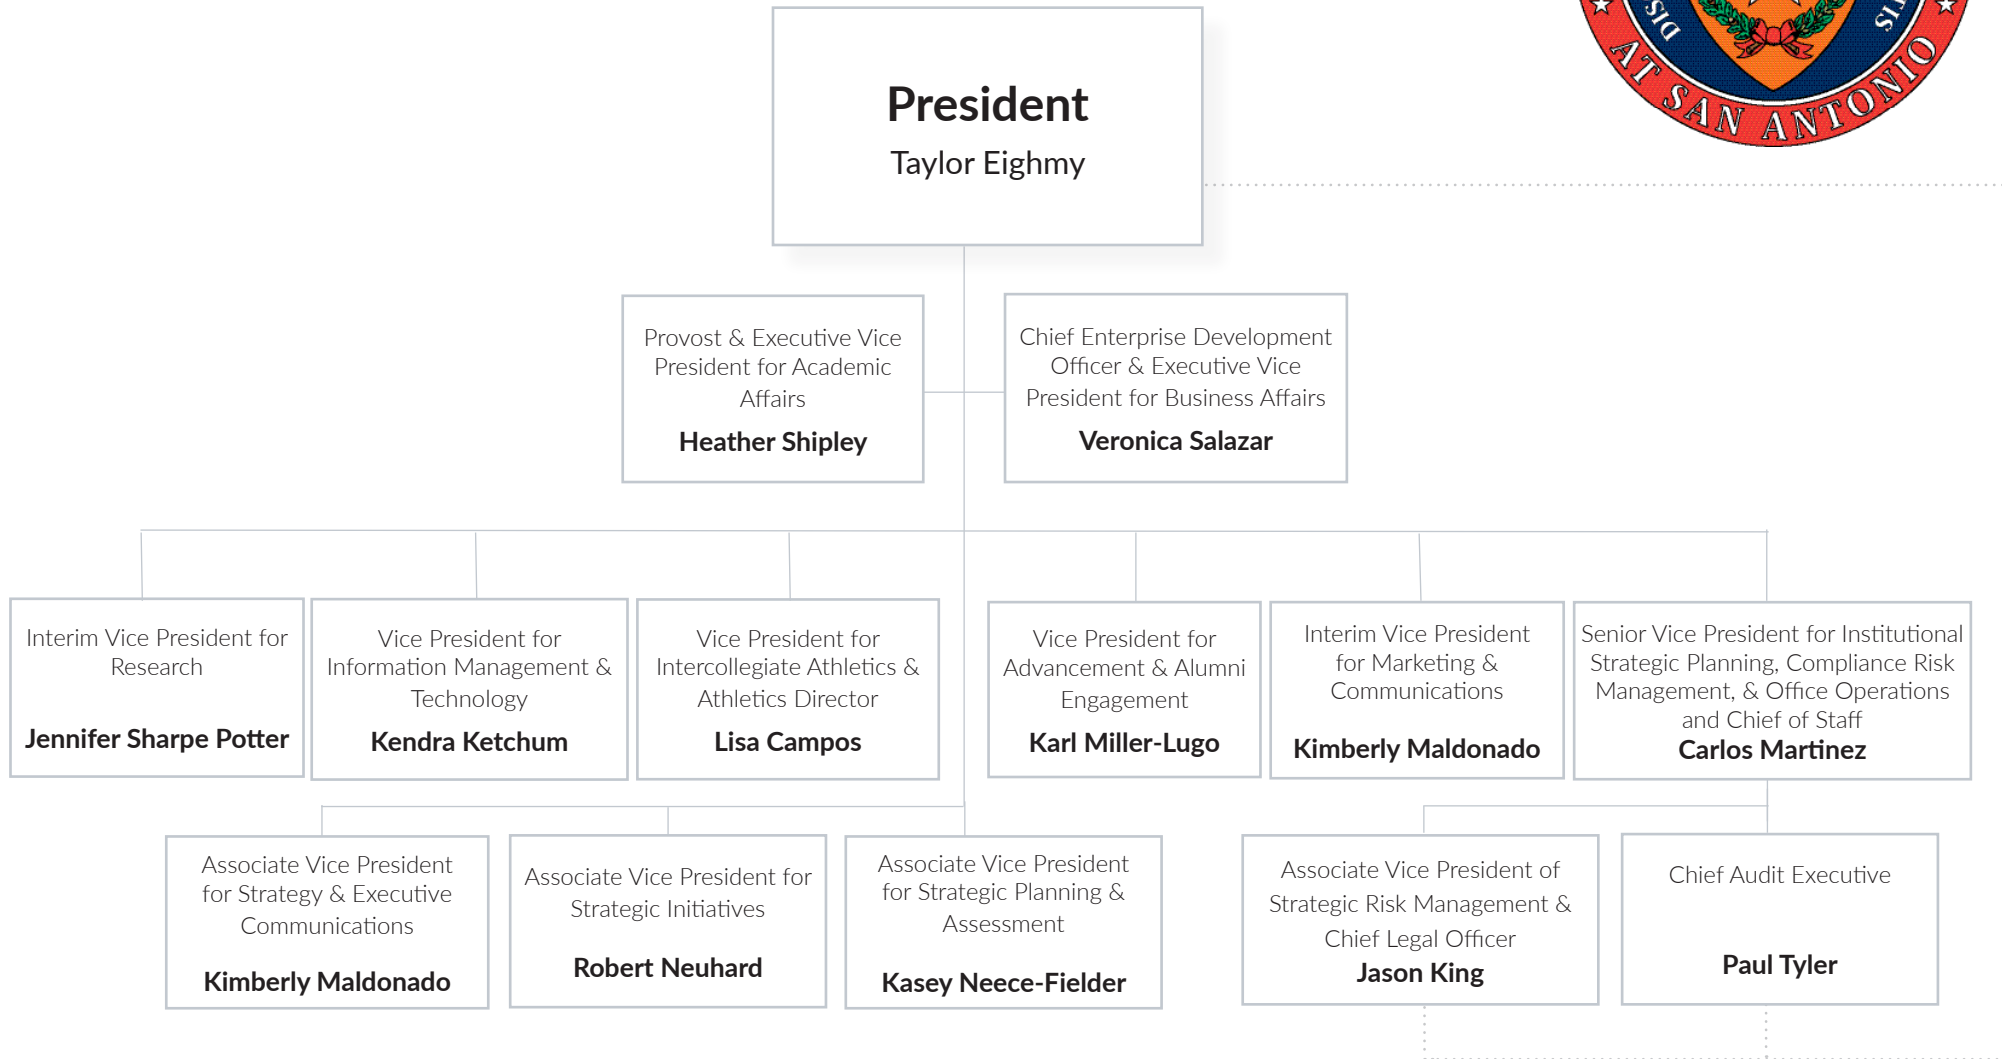 DIS
TIS
AT SAN ANTONIO
President
Taylor Eighmy
Provost & Executive Vice
President for Academic
Affairs
Heather Shipley
Chief Enterprise Development
Officer & Executive Vice
President for Business Affairs
Veronica Salazar
Interim Vice President for
Research
Jennifer Sharpe Potter
Vice President for
Information Management &
Technology
Kendra Ketchum
Vice President for
Intercollegiate Athletics &
Athletics Director
Lisa Campos
Vice President for
Advancement & Alumni
Engagement
Karl Miller-Lugo
Interim Vice President
for Marketing &
Communications
Kimberly Maldonado
Senior Vice President for Institutional
Strategic Planning, Compliance Risk
Management, & Office Operations
and Chief of Staff
Carlos Martinez
Associate Vice President
for Strategy & Executive
Communications
Kimberly Maldonado
Associate Vice President for
Strategic Initiatives
Robert Neuhard
Associate Vice President
for Strategic Planning &
Assessment
Kasey Neece-Fielder
Associate Vice President of
Strategic Risk Management &
Chief Legal Officer
Jason King
Chief Audit Executive
Paul Tyler